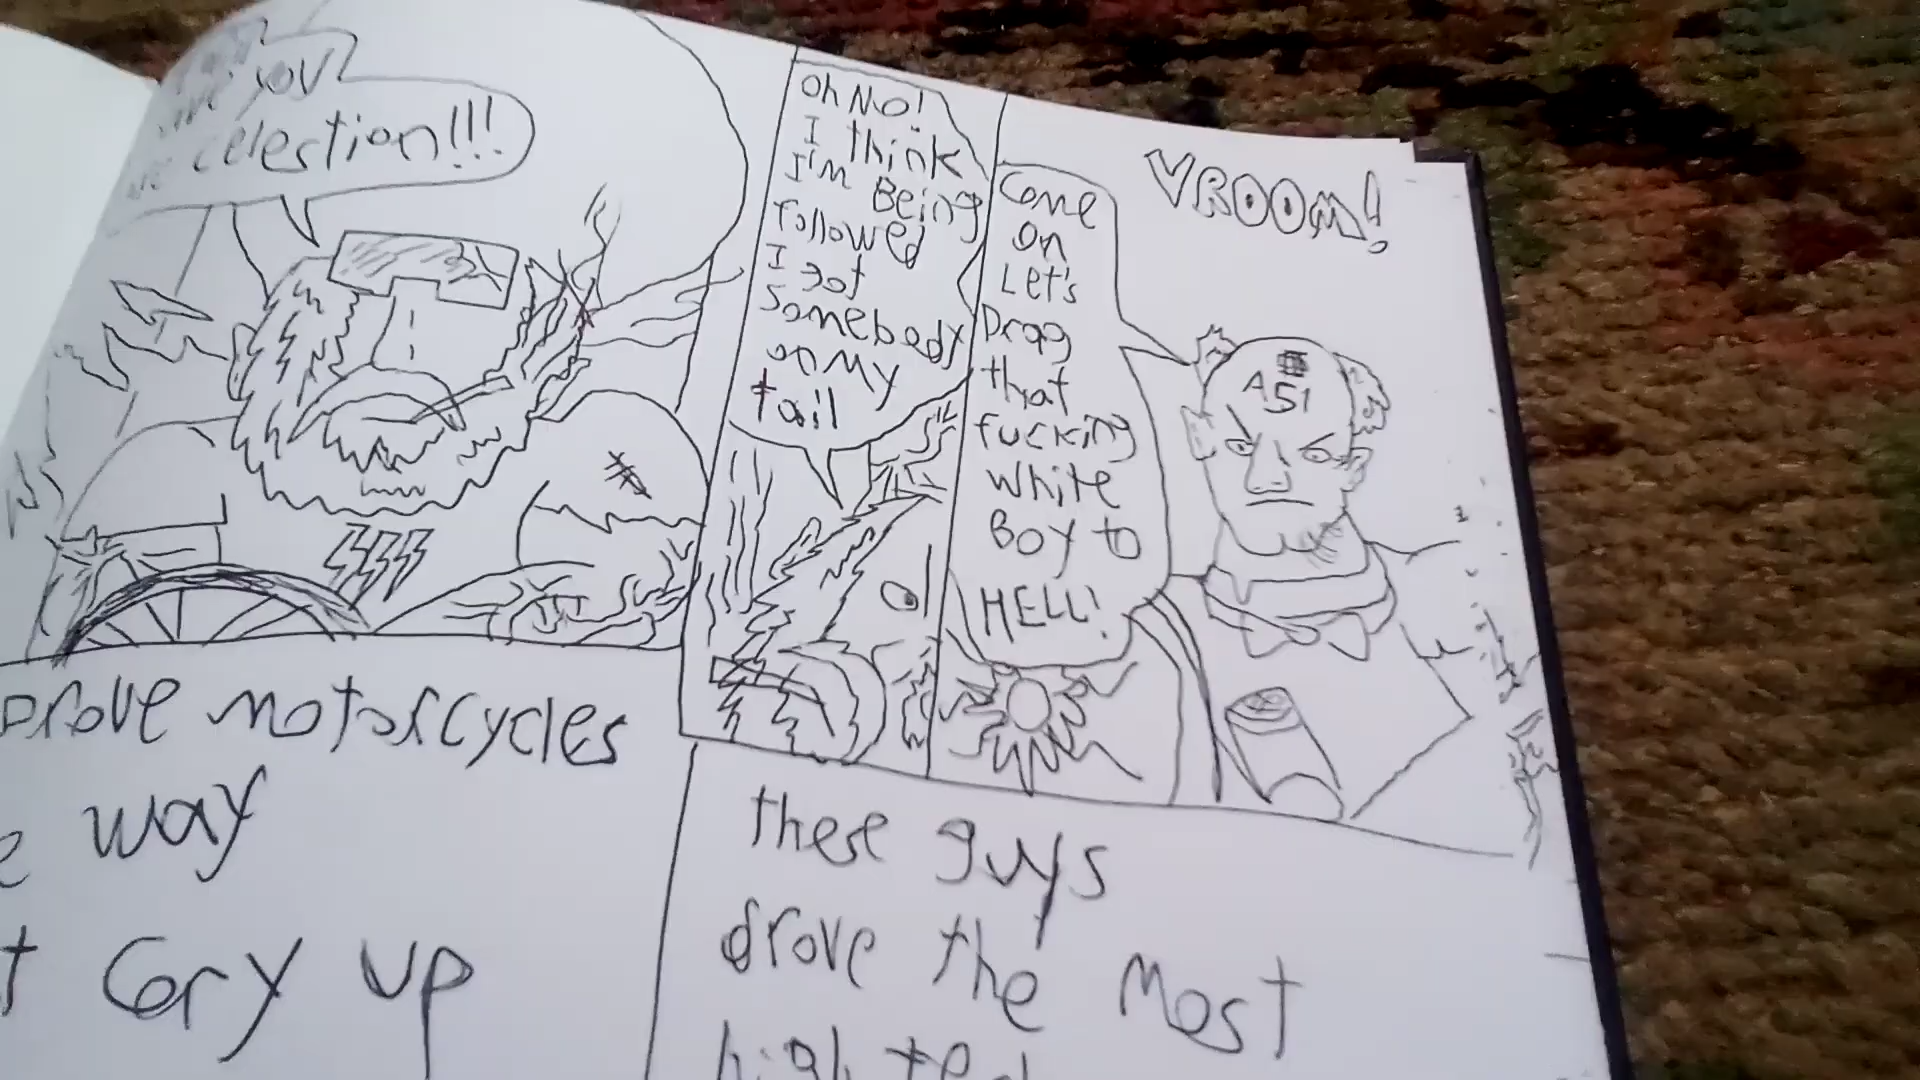 you
celestion!!!
Oh No!
I think
I'm Being
followed
I got
Somebody
on my
tail
Come
on
Let's
Drag
that
fucking
white
Boy to
HELL!
VROOM!
A51
Drove motorcycles
way
Cory up
these guys
drove the Most